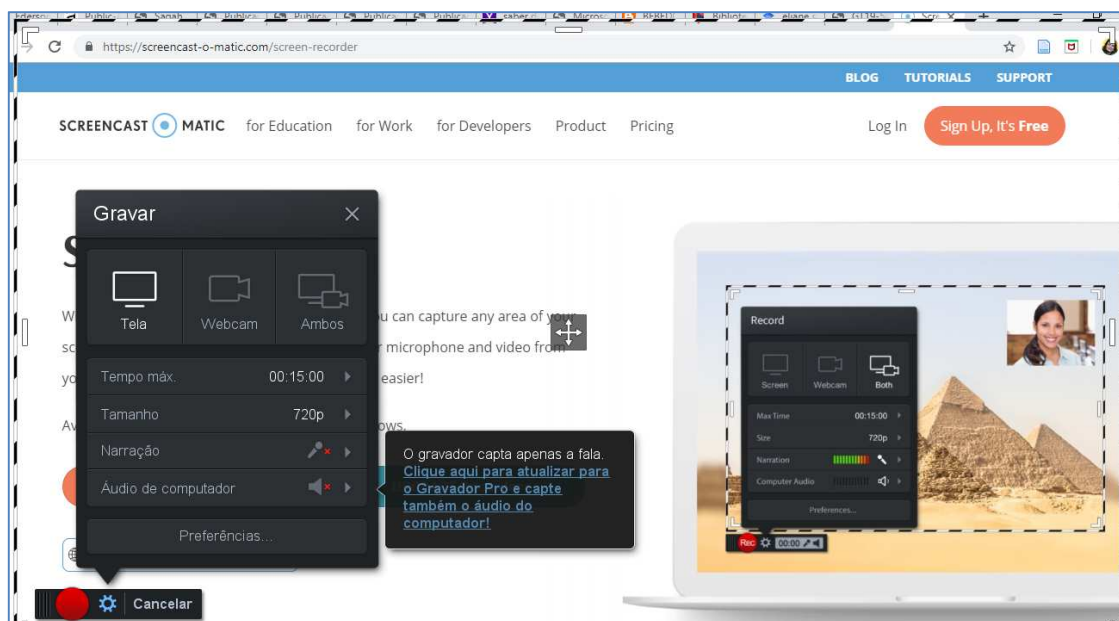 https://screencast-o-matic.com/screen-recorder
BLOG TUTORIALS SUPPORT
SCREENCAST MATIC for Education for Work for Developers Product Pricing Log In Sign Up, It's Free
Gravar
Tela Webcam Ambos
Tempo máx. 00:15:00
Tamanho 720p
Narração
Áudio de computador
Preferências...
Cancelar
u can capture any area of your
microphone and video from
easier!
O gravador capta apenas a fala.
Clique aqui para atualizar para
o Gravador Pro e capte
também o áudio do
computador!
Record
Screen Webcam Both
Max Time 00:15:00
Size 720p
Narration
Computer Audio
Preferences...
REC 00:00